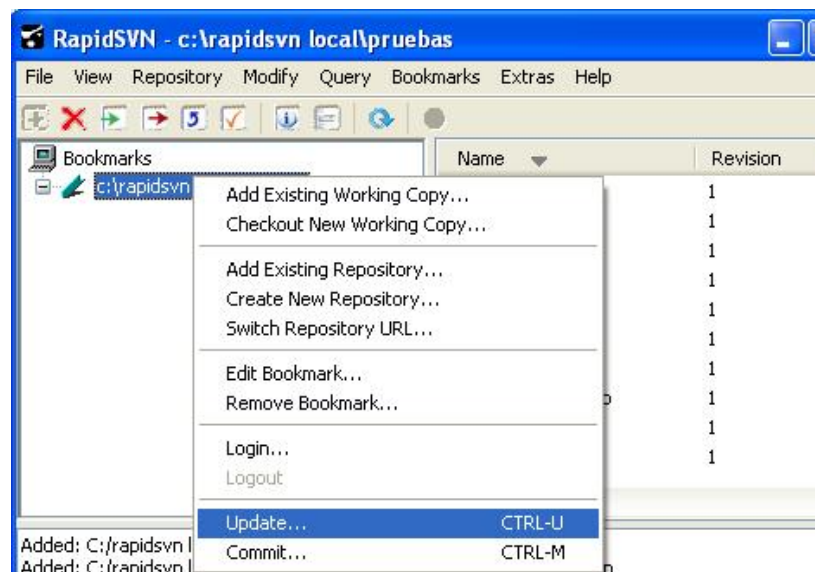 RapidSVN - c:\rapidsvn local\pruebas
File View Repository Modify Query Bookmarks Extras Help
Bookmarks
Name Revision
c:\rapidsvn
1
Add Existing Working Copy...
Checkout New Working Copy...
1
1
Add Existing Repository...
1
Create New Repository...
1
Switch Repository URL...
1
Edit Bookmark...
1
Remove Bookmark...
1
Login...
1
Logout
1
Update... CTRL-U
Added: C:/rapidsvn l
Commit... CTRL-M
Added: C:/rapidsvn l